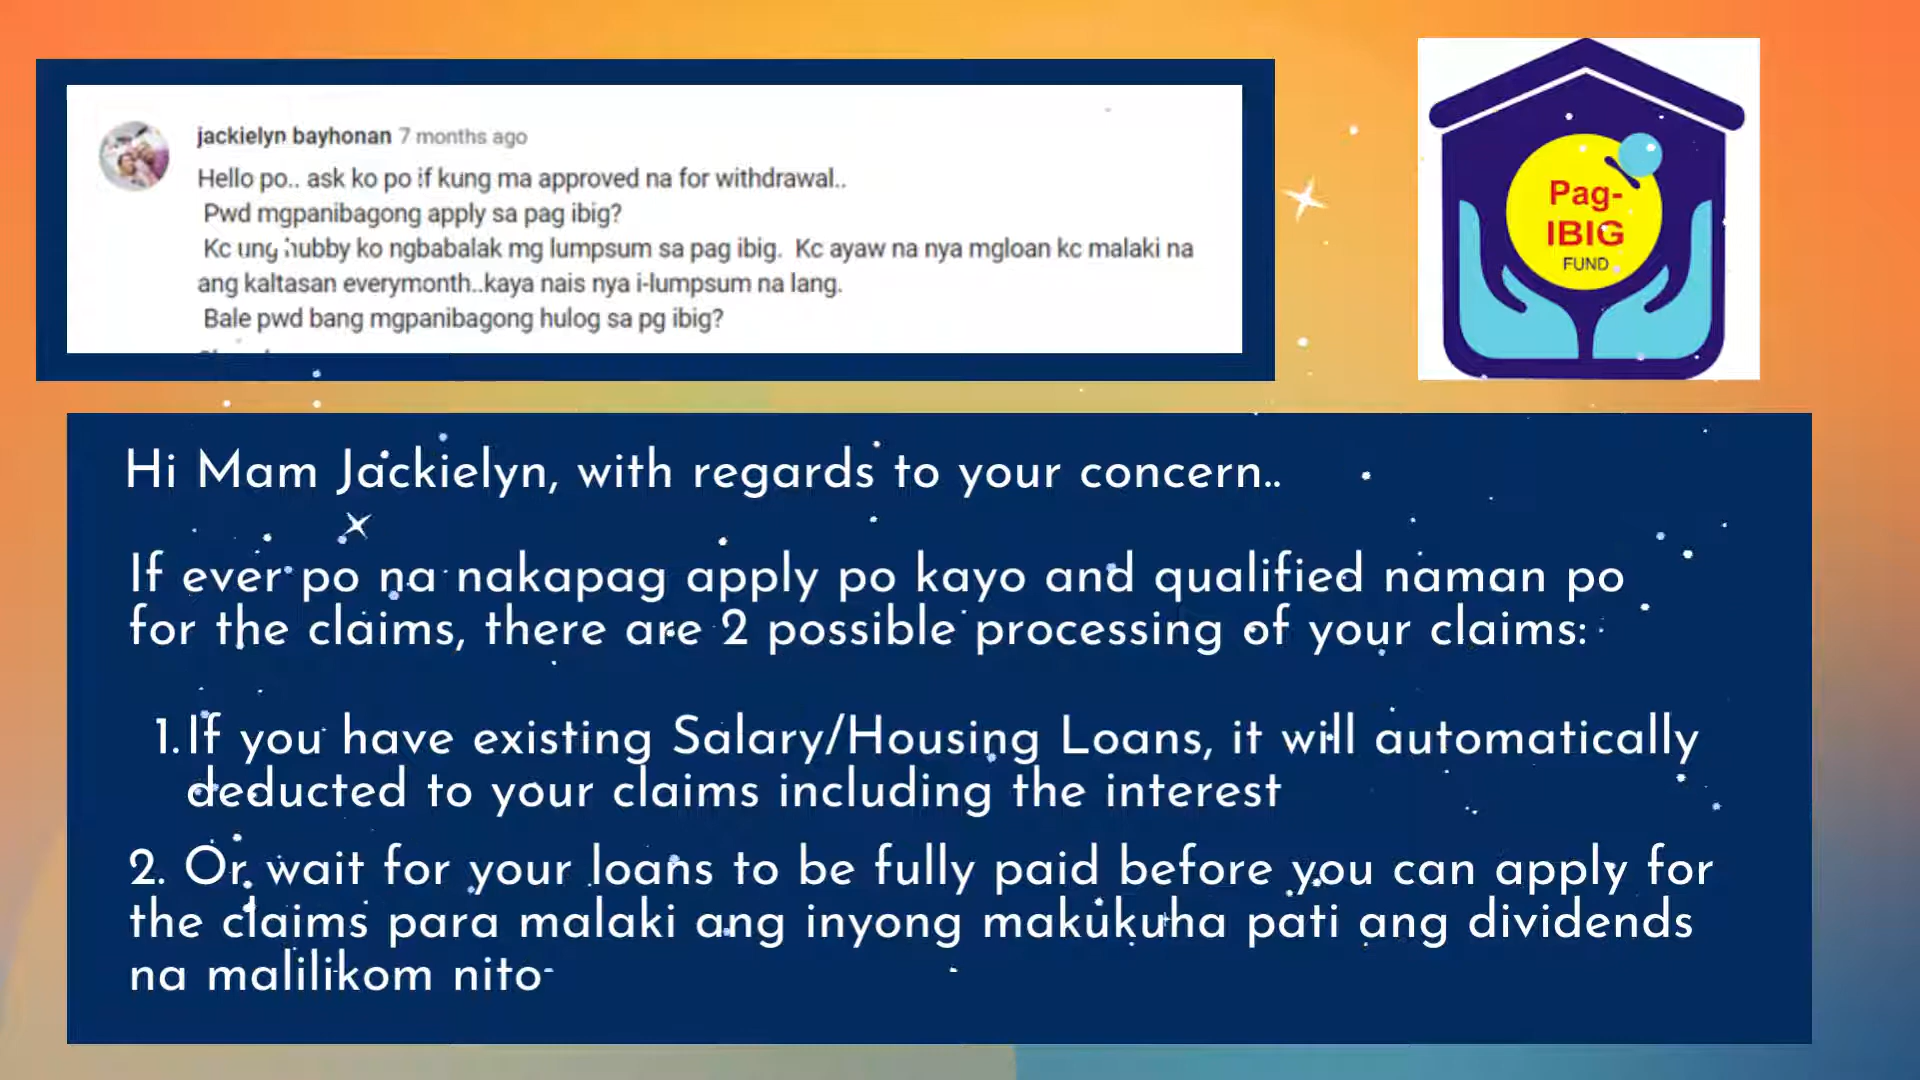 jackielyn bayhonan 7 months ago
Hello po.. ask ko po if kung ma approved na for withdrawal..
Pwd mgpanibagong apply sa pag ibig?
Kc ung hubby ko ngbabalak mg lumpsum sa pag ibig. Kc ayaw na nya mgloan kc malaki na
ang kaltasan everymonth..kaya nais nya i-lumpsum na lang.
Bale pwd bang mgpanibagong hulog sa pg ibig?
Pag-
IBIG
FUND
Hi Mam Jackielyn, with regards to your concern..
If ever po na nakapag apply po kayo and qualified naman po
for the claims, there are 2 possible processing of your claims:
1. If you have existing Salary/Housing Loans, it will automatically
deducted to your claims including the interest
2. Or wait for your loans to be fully paid before you can apply for
the claims para malaki ang inyong makukuha pati ang dividends
na malilikom nito